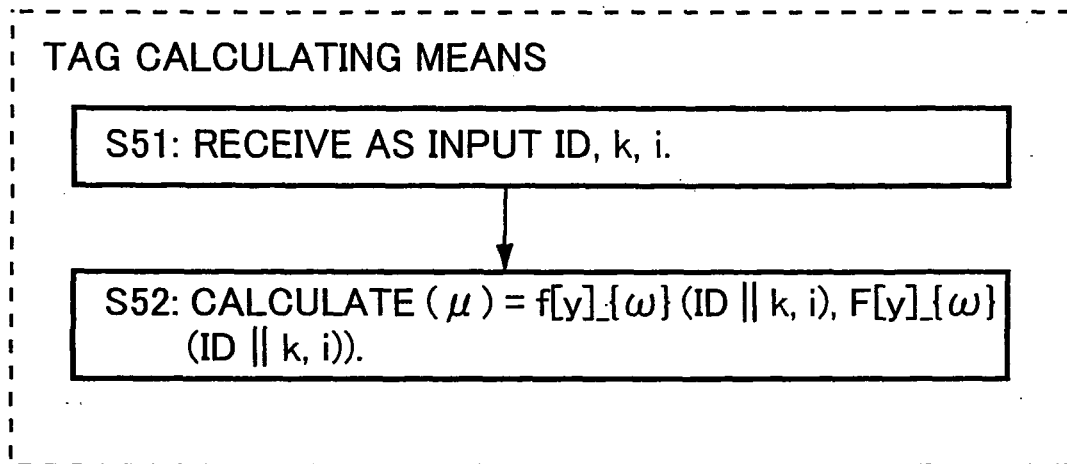 TAG CALCULATING MEANS
S51: RECEIVE AS INPUT ID, k, i.
S52: CALCULATE (μ) = f[y]_{ω} (ID || k, i), F[y]_{ω}
(ID || k, i)).